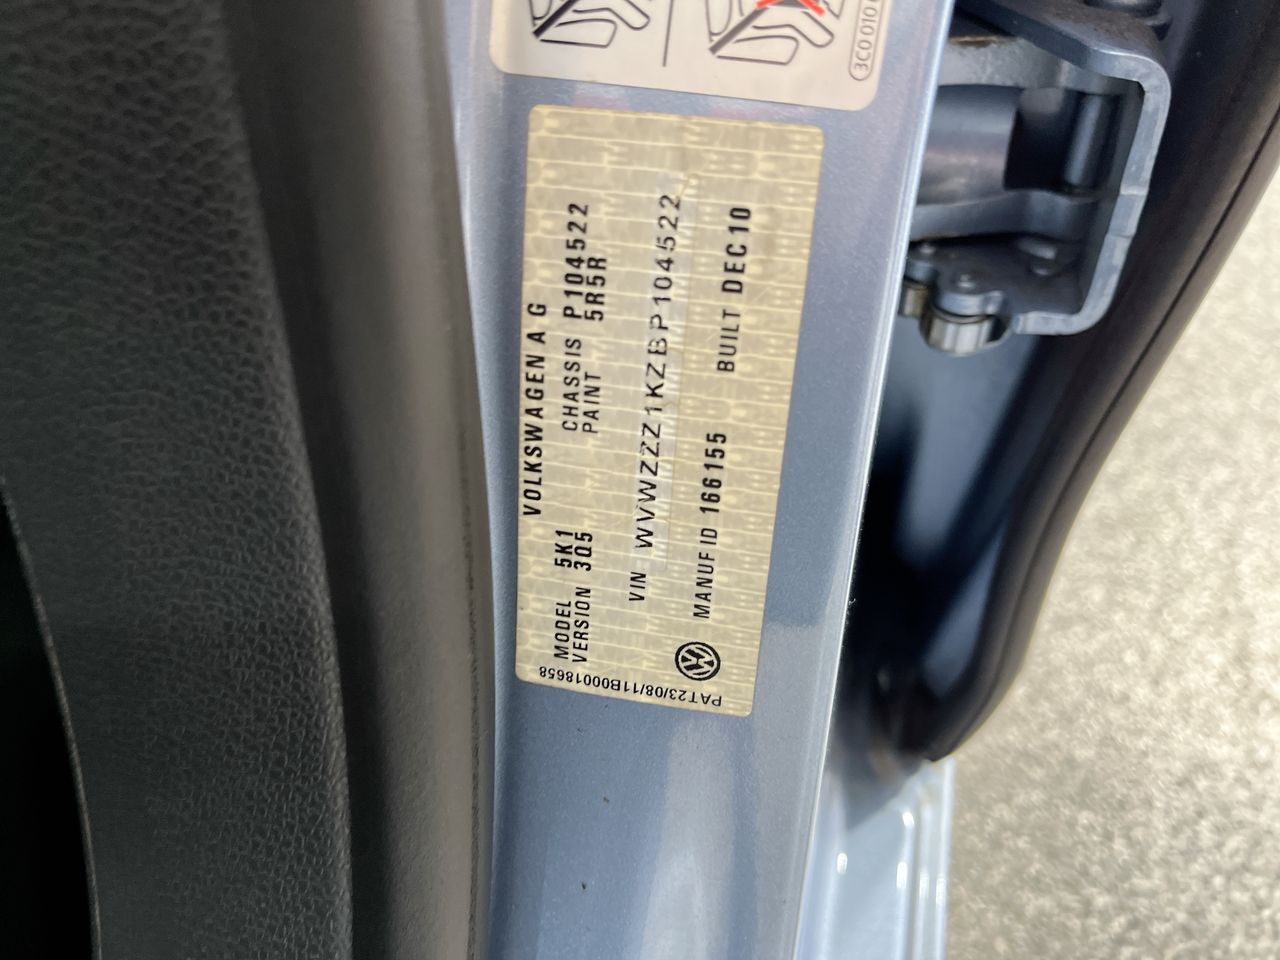 3C0 010
VOLKSWAGEN A G
MODEL 5K1 CHASSIS P104522
VERSION 3Q5 PAINT 5R5R
VIN WVWZZZ1KZBP104522
MANUF ID 166155 BUILT DEC10
PAT23/08/11B00018658